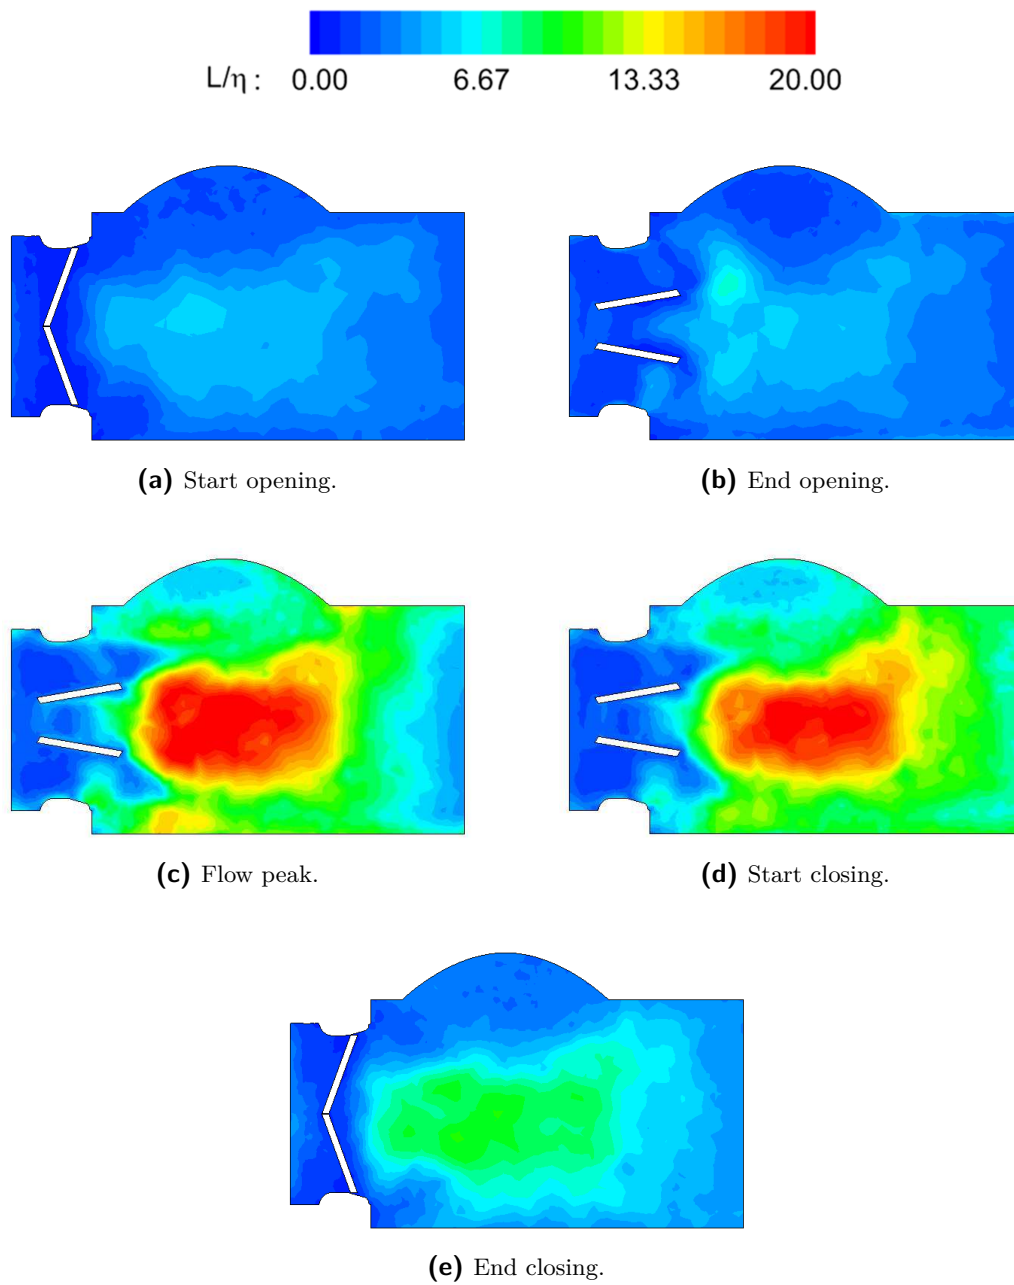 L/η : 0.00 6.67 13.33 20.00
(a) Start opening.
(b) End opening.
(c) Flow peak.
(d) Start closing.
(e) End closing.